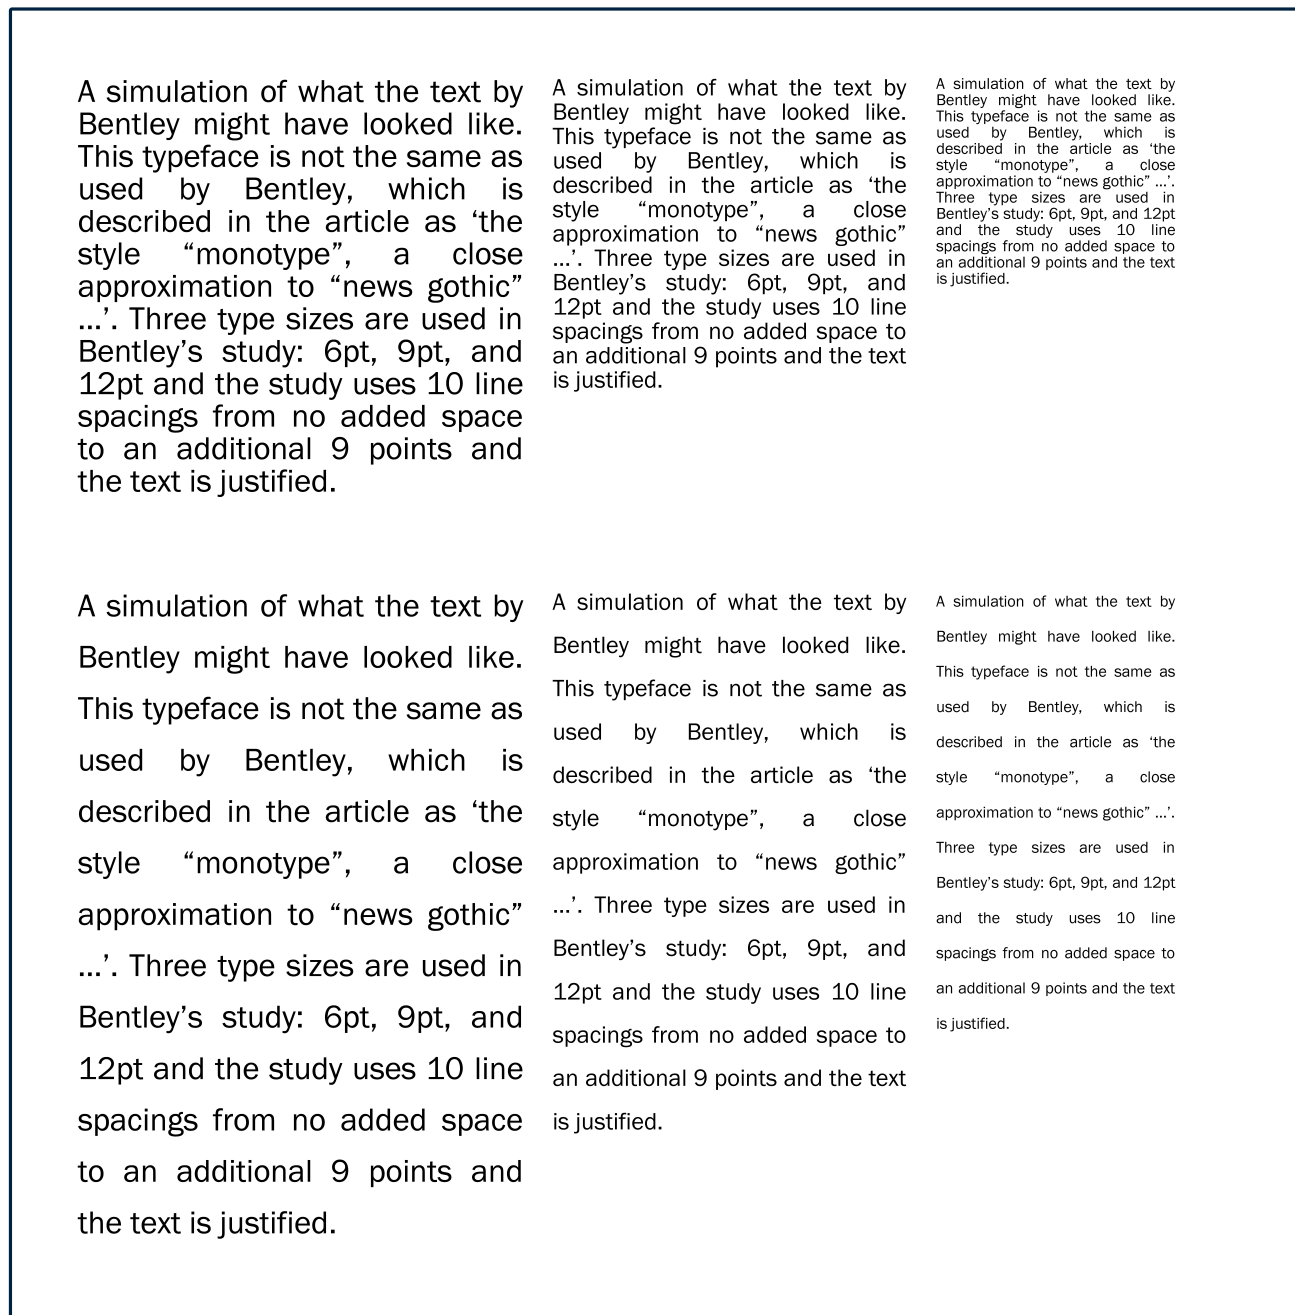 A simulation of what the text by
Bentley might have looked like.
This typeface is not the same as
used by Bentley, which is
described in the article as ‘the
style “monotype”, a close
approximation to “news gothic”
...’. Three type sizes are used in
Bentley’s study: 6pt, 9pt, and
12pt and the study uses 10 line
spacings from no added space
to an additional 9 points and
the text is justified.
A simulation of what the text by
Bentley might have looked like.
This typeface is not the same as
used by Bentley, which is
described in the article as ‘the
style “monotype”, a close
approximation to “news gothic”
...’. Three type sizes are used in
Bentley’s study: 6pt, 9pt, and
12pt and the study uses 10 line
spacings from no added space to
an additional 9 points and the text
is justified.
A simulation of what the text by
Bentley might have looked like.
This typeface is not the same as
used by Bentley, which is
described in the article as ‘the
style “monotype”, a close
approximation to “news gothic” ...’.
Three type sizes are used in
Bentley’s study: 6pt, 9pt, and 12pt
and the study uses 10 line
spacings from no added space to
an additional 9 points and the text
is justified.
A simulation of what the text by
Bentley might have looked like.
This typeface is not the same as
used by Bentley, which is
described in the article as ‘the
style “monotype”, a close
approximation to “news gothic”
...’. Three type sizes are used in
Bentley’s study: 6pt, 9pt, and
12pt and the study uses 10 line
spacings from no added space
to an additional 9 points and
the text is justified.
A simulation of what the text by
Bentley might have looked like.
This typeface is not the same as
used by Bentley, which is
described in the article as ‘the
style “monotype”, a close
approximation to “news gothic”
...’. Three type sizes are used in
Bentley’s study: 6pt, 9pt, and
12pt and the study uses 10 line
spacings from no added space to
an additional 9 points and the text
is justified.
A simulation of what the text by
Bentley might have looked like.
This typeface is not the same as
used by Bentley, which is
described in the article as ‘the
style “monotype”, a close
approximation to “news gothic” ...’.
Three type sizes are used in
Bentley’s study: 6pt, 9pt, and 12pt
and the study uses 10 line
spacings from no added space to
an additional 9 points and the text
is justified.